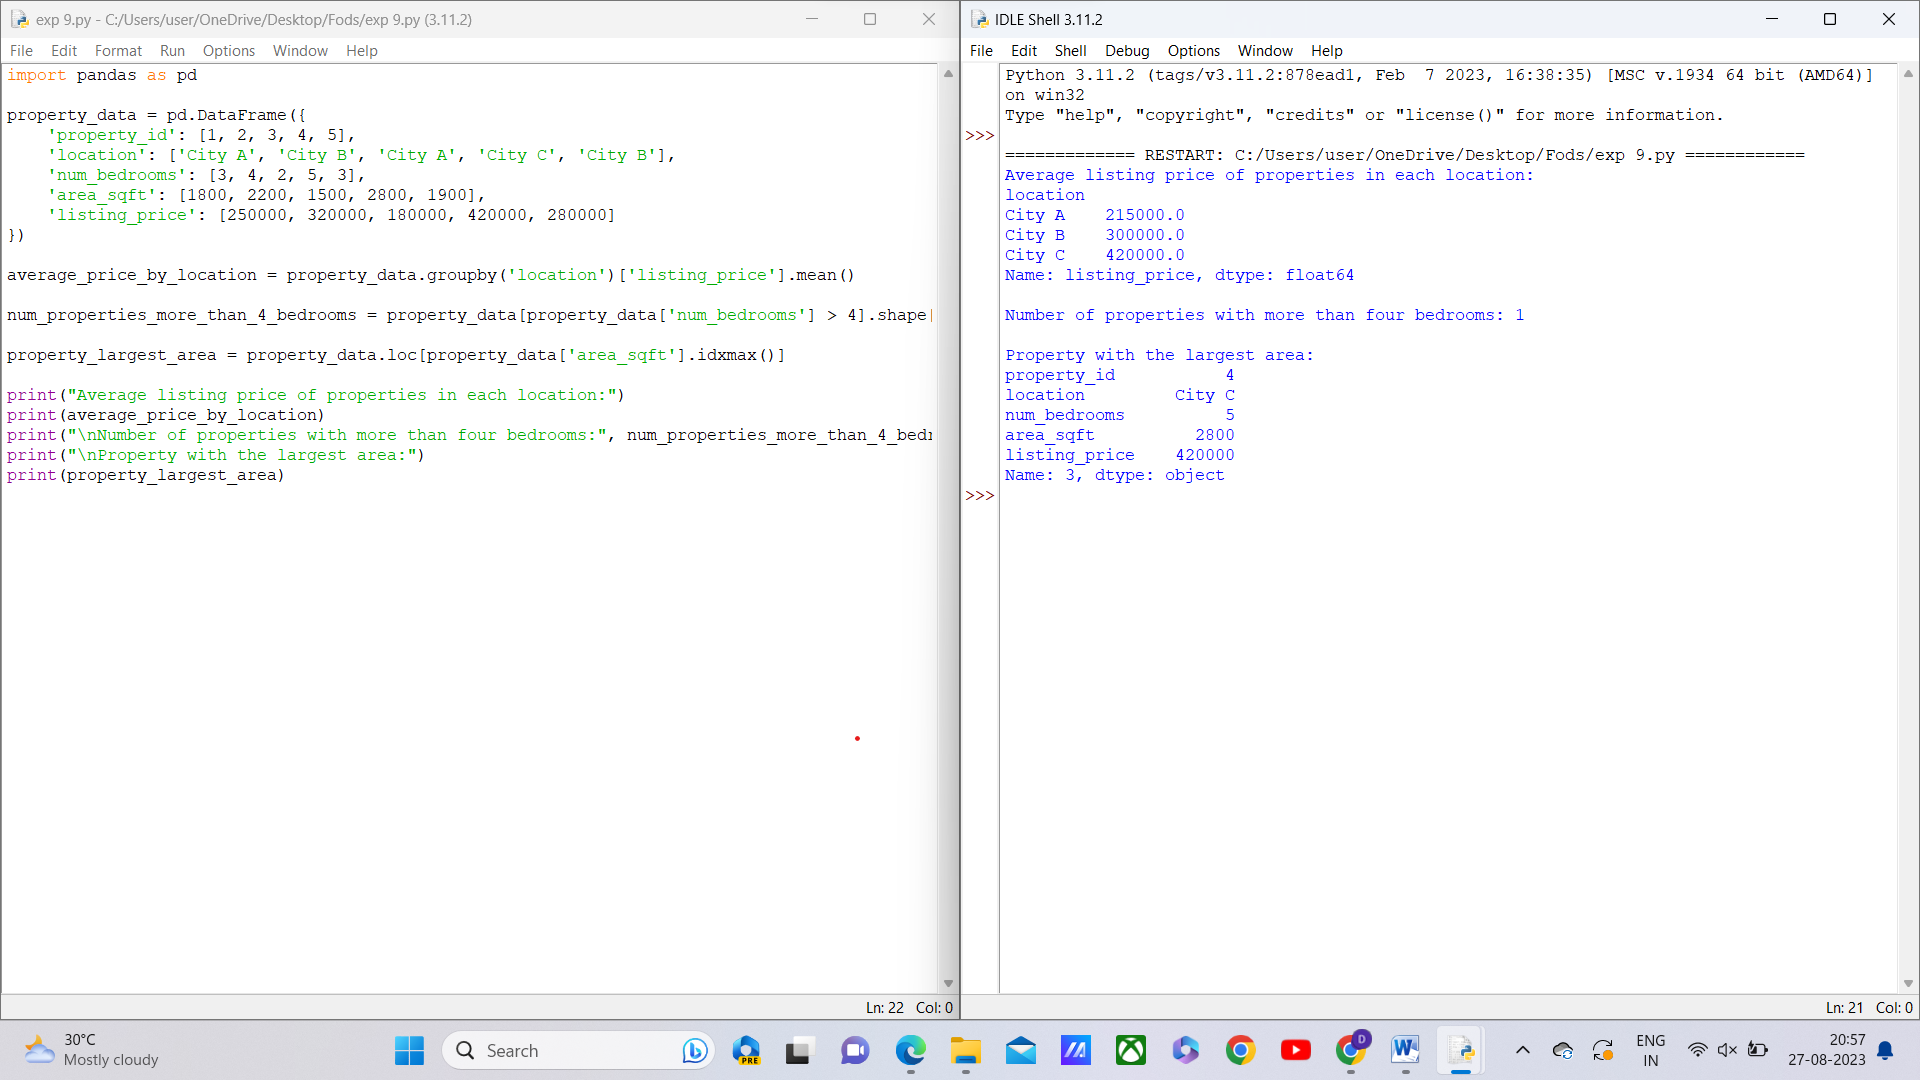 exp 9.py - C:/Users/user/OneDrive/Desktop/Fods/exp 9.py (3.11.2)
File Edit Format Run Options Window Help
import pandas as pd
property_data = pd.DataFrame({
    'property_id': [1, 2, 3, 4, 5],
    'location': ['City A', 'City B', 'City A', 'City C', 'City B'],
    'num_bedrooms': [3, 4, 2, 5, 3],
    'area_sqft': [1800, 2200, 1500, 2800, 1900],
    'listing_price': [250000, 320000, 180000, 420000, 280000]
})
average_price_by_location = property_data.groupby('location')['listing_price'].mean()
num_properties_more_than_4_bedrooms = property_data[property_data['num_bedrooms'] > 4].shape[
property_largest_area = property_data.loc[property_data['area_sqft'].idxmax()]
print("Average listing price of properties in each location:")
print(average_price_by_location)
print("\nNumber of properties with more than four bedrooms:", num_properties_more_than_4_bed
print("\nProperty with the largest area:")
print(property_largest_area)
Ln: 22 Col: 0
IDLE Shell 3.11.2
File Edit Shell Debug Options Window Help
Python 3.11.2 (tags/v3.11.2:878ead1, Feb  7 2023, 16:38:35) [MSC v.1934 64 bit (AMD64)]
on win32
Type "help", "copyright", "credits" or "license()" for more information.
>>>
============= RESTART: C:/Users/user/OneDrive/Desktop/Fods/exp 9.py ============
Average listing price of properties in each location:
location
City A    215000.0
City B    300000.0
City C    420000.0
Name: listing_price, dtype: float64
Number of properties with more than four bedrooms: 1
Property with the largest area:
property_id           4
location         City C
num_bedrooms          5
area_sqft          2800
listing_price    420000
Name: 3, dtype: object
>>>
Ln: 21 Col: 0
30°C
Mostly cloudy
Search
PRE
D
W
ENG
IN
20:57
27-08-2023